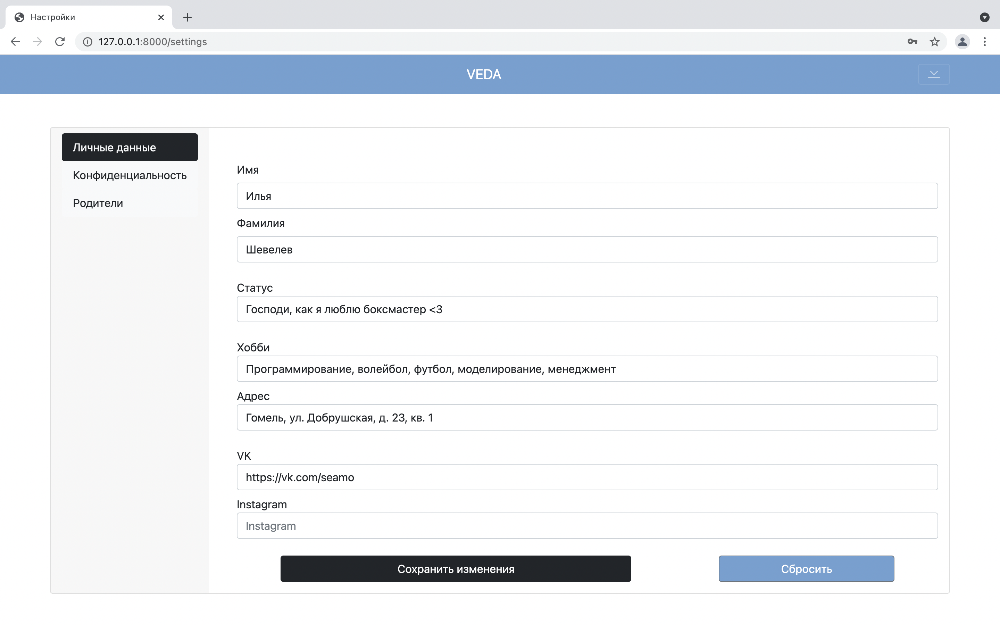 Настройки
127.0.0.1:8000/settings
VEDA
Личные данные
Конфиденциальность
Родители
Имя
Илья
Фамилия
Шевелев
Статус
Господи, как я люблю боксмастер <3
Хобби
Программирование, волейбол, футбол, моделирование, менеджмент
Адрес
Гомель, ул. Добрушская, д. 23, кв. 1
VK
https://vk.com/seamo
Instagram
Instagram
Сохранить изменения
Сбросить